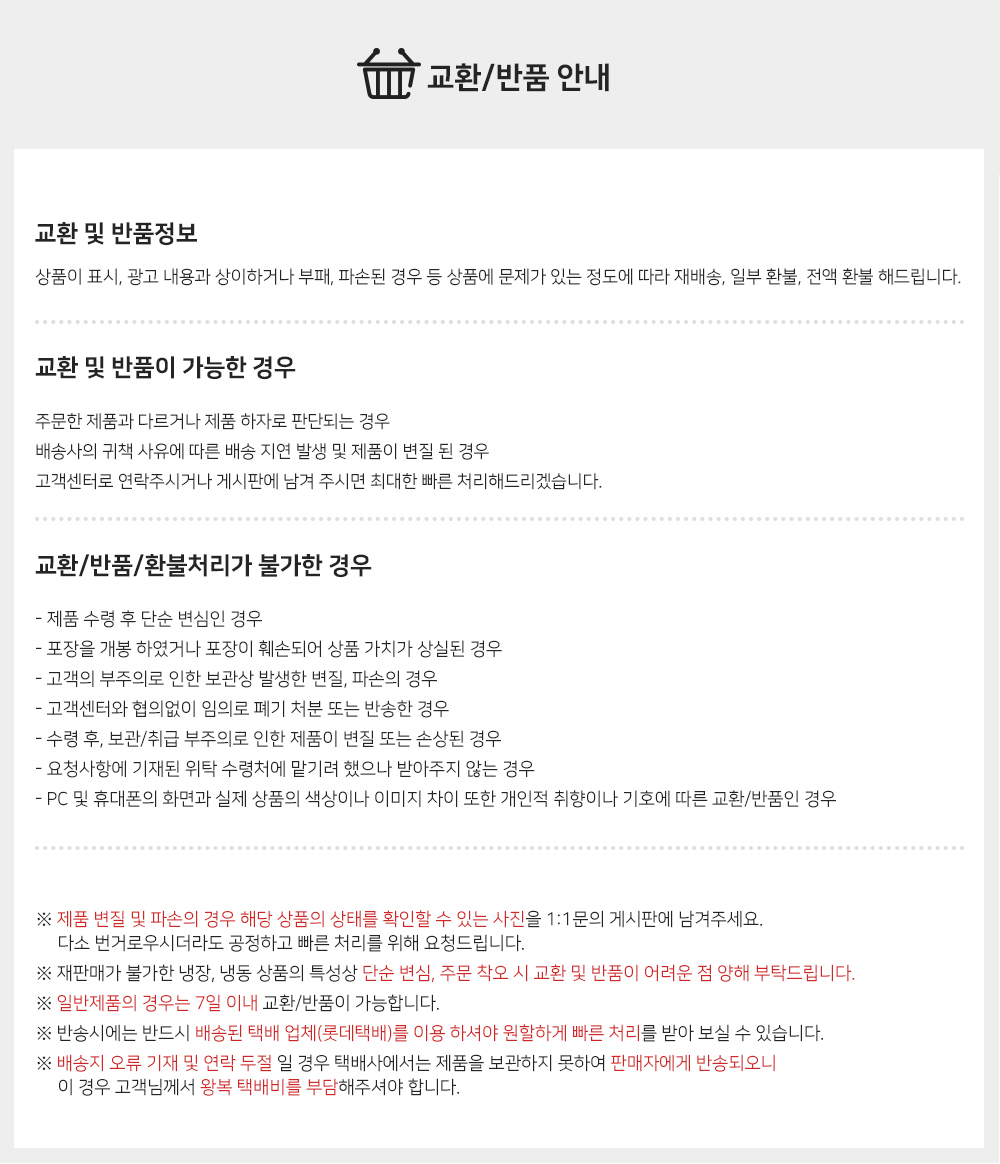 교환/반품 안내
교환 및 반품정보
상품이 표시, 광고 내용과 상이하거나 부패, 파손된 경우 등 상품에 문제가 있는 정도에 따라 재배송, 일부 환불, 전액 환불 해드립니다.
교환 및 반품이 가능한 경우
주문한 제품과 다르거나 제품 하자로 판단되는 경우
배송사의 귀책 사유에 따른 배송 지연 발생 및 제품이 변질 된 경우
고객센터로 연락주시거나 게시판에 남겨 주시면 최대한 빠른 처리해드리겠습니다.
교환/반품/환불처리가 불가한 경우
- 제품 수령 후 단순 변심인 경우
- 포장을 개봉 하였거나 포장이 훼손되어 상품 가치가 상실된 경우
- 고객의 부주의로 인한 보관상 발생한 변질, 파손의 경우
- 고객센터와 협의없이 임의로 폐기 처분 또는 반송한 경우
- 수령 후, 보관/취급 부주의로 인한 제품이 변질 또는 손상된 경우
- 요청사항에 기재된 위탁 수령처에 맡기려 했으나 받아주지 않는 경우
- PC 및 휴대폰의 화면과 실제 상품의 색상이나 이미지 차이 또한 개인적 취향이나 기호에 따른 교환/반품인 경우
※ 제품 변질 및 파손의 경우 해당 상품의 상태를 확인할 수 있는 사진을 1:1문의 게시판에 남겨주세요.
다소 번거로우시더라도 공정하고 빠른 처리를 위해 요청드립니다.
※ 재판매가 불가한 냉장, 냉동 상품의 특성상 단순 변심, 주문 착오 시 교환 및 반품이 어려운 점 양해 부탁드립니다.
※ 일반제품의 경우는 7일 이내 교환/반품이 가능합니다.
※ 반송시에는 반드시 배송된 택배 업체(롯데택배)를 이용 하셔야 원할하게 빠른 처리를 받아 보실 수 있습니다.
※ 배송지 오류 기재 및 연락 두절 일 경우 택배사에서는 제품을 보관하지 못하여 판매자에게 반송되오니
이 경우 고객님께서 왕복 택배비를 부담해주셔야 합니다.